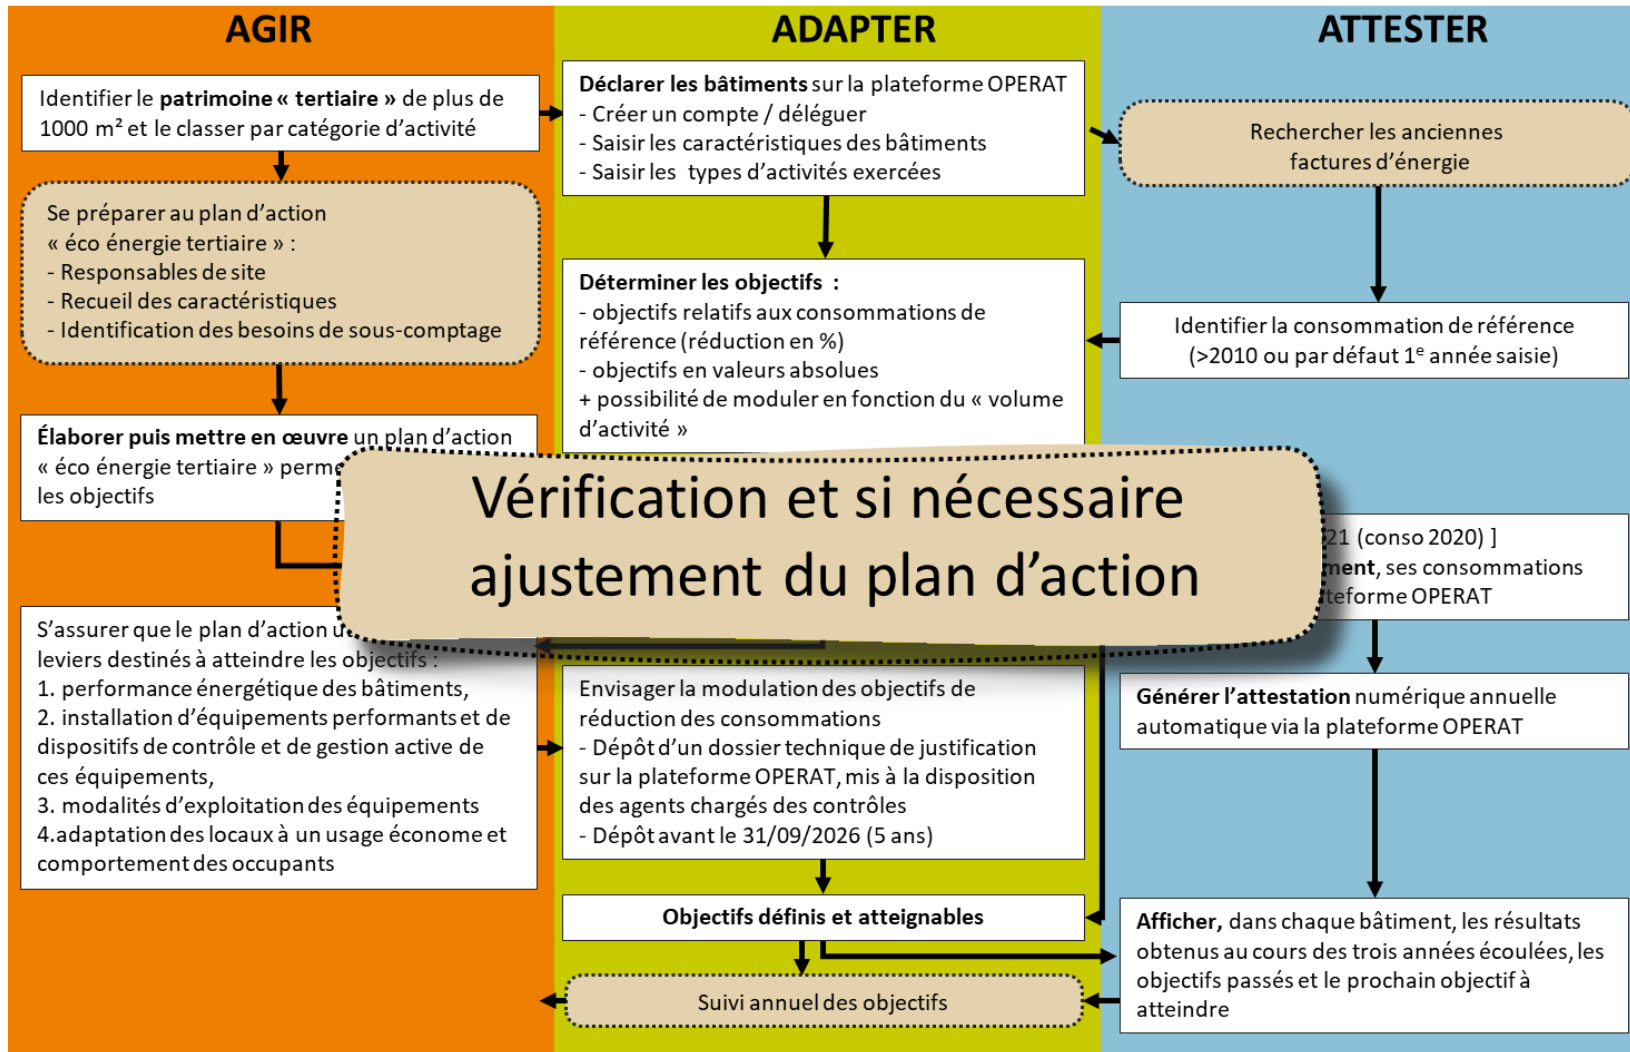 AGIR
Identifier le patrimoine « tertiaire » de plus de
1000 m² et le classer par catégorie d’activité
Se préparer au plan d’action
« éco énergie tertiaire » :
- Responsables de site
- Recueil des caractéristiques
- Identification des besoins de sous-comptage
Élaborer puis mettre en œuvre un plan d’action
« éco énergie tertiaire »
les objectifs
S’assurer que le plan d’action
leviers destinés à atteindre les objectifs :
1. performance énergétique des bâtiments,
2. installation d’équipements performants et de
dispositifs de contrôle et de gestion active de
ces équipements,
3. modalités d’exploitation des équipements
4.adaptation des locaux à un usage économe et
comportement des occupants
ADAPTER
Déclarer les bâtiments sur la plateforme OPERAT
- Créer un compte / déléguer
- Saisir les caractéristiques des bâtiments
- Saisir les types d’activités exercées
Déterminer les objectifs :
- objectifs relatifs aux consommations de
référence (réduction en %)
- objectifs en valeurs absolues
+ possibilité de moduler en fonction du « volume
d’activité »
Vérification et si nécessaire
ajustement du plan d’action
Envisager la modulation des objectifs de
réduction des consommations
- Dépôt d’un dossier technique de justification
sur la plateforme OPERAT, mis à la disposition
des agents chargés des contrôles
- Dépôt avant le 31/09/2026 (5 ans)
Objectifs définis et atteignables
Suivi annuel des objectifs
ATTESTER
Rechercher les anciennes
factures d’énergie
Identifier la consommation de référence
(>2010 ou par défaut 1e année saisie)
21 (conso 2020) ]
ment, ses consommations
teforme OPERAT
Générer l’attestation numérique annuelle
automatique via la plateforme OPERAT
Afficher, dans chaque bâtiment, les résultats
obtenus au cours des trois années écoulées, les
objectifs passés et le prochain objectif à
atteindre